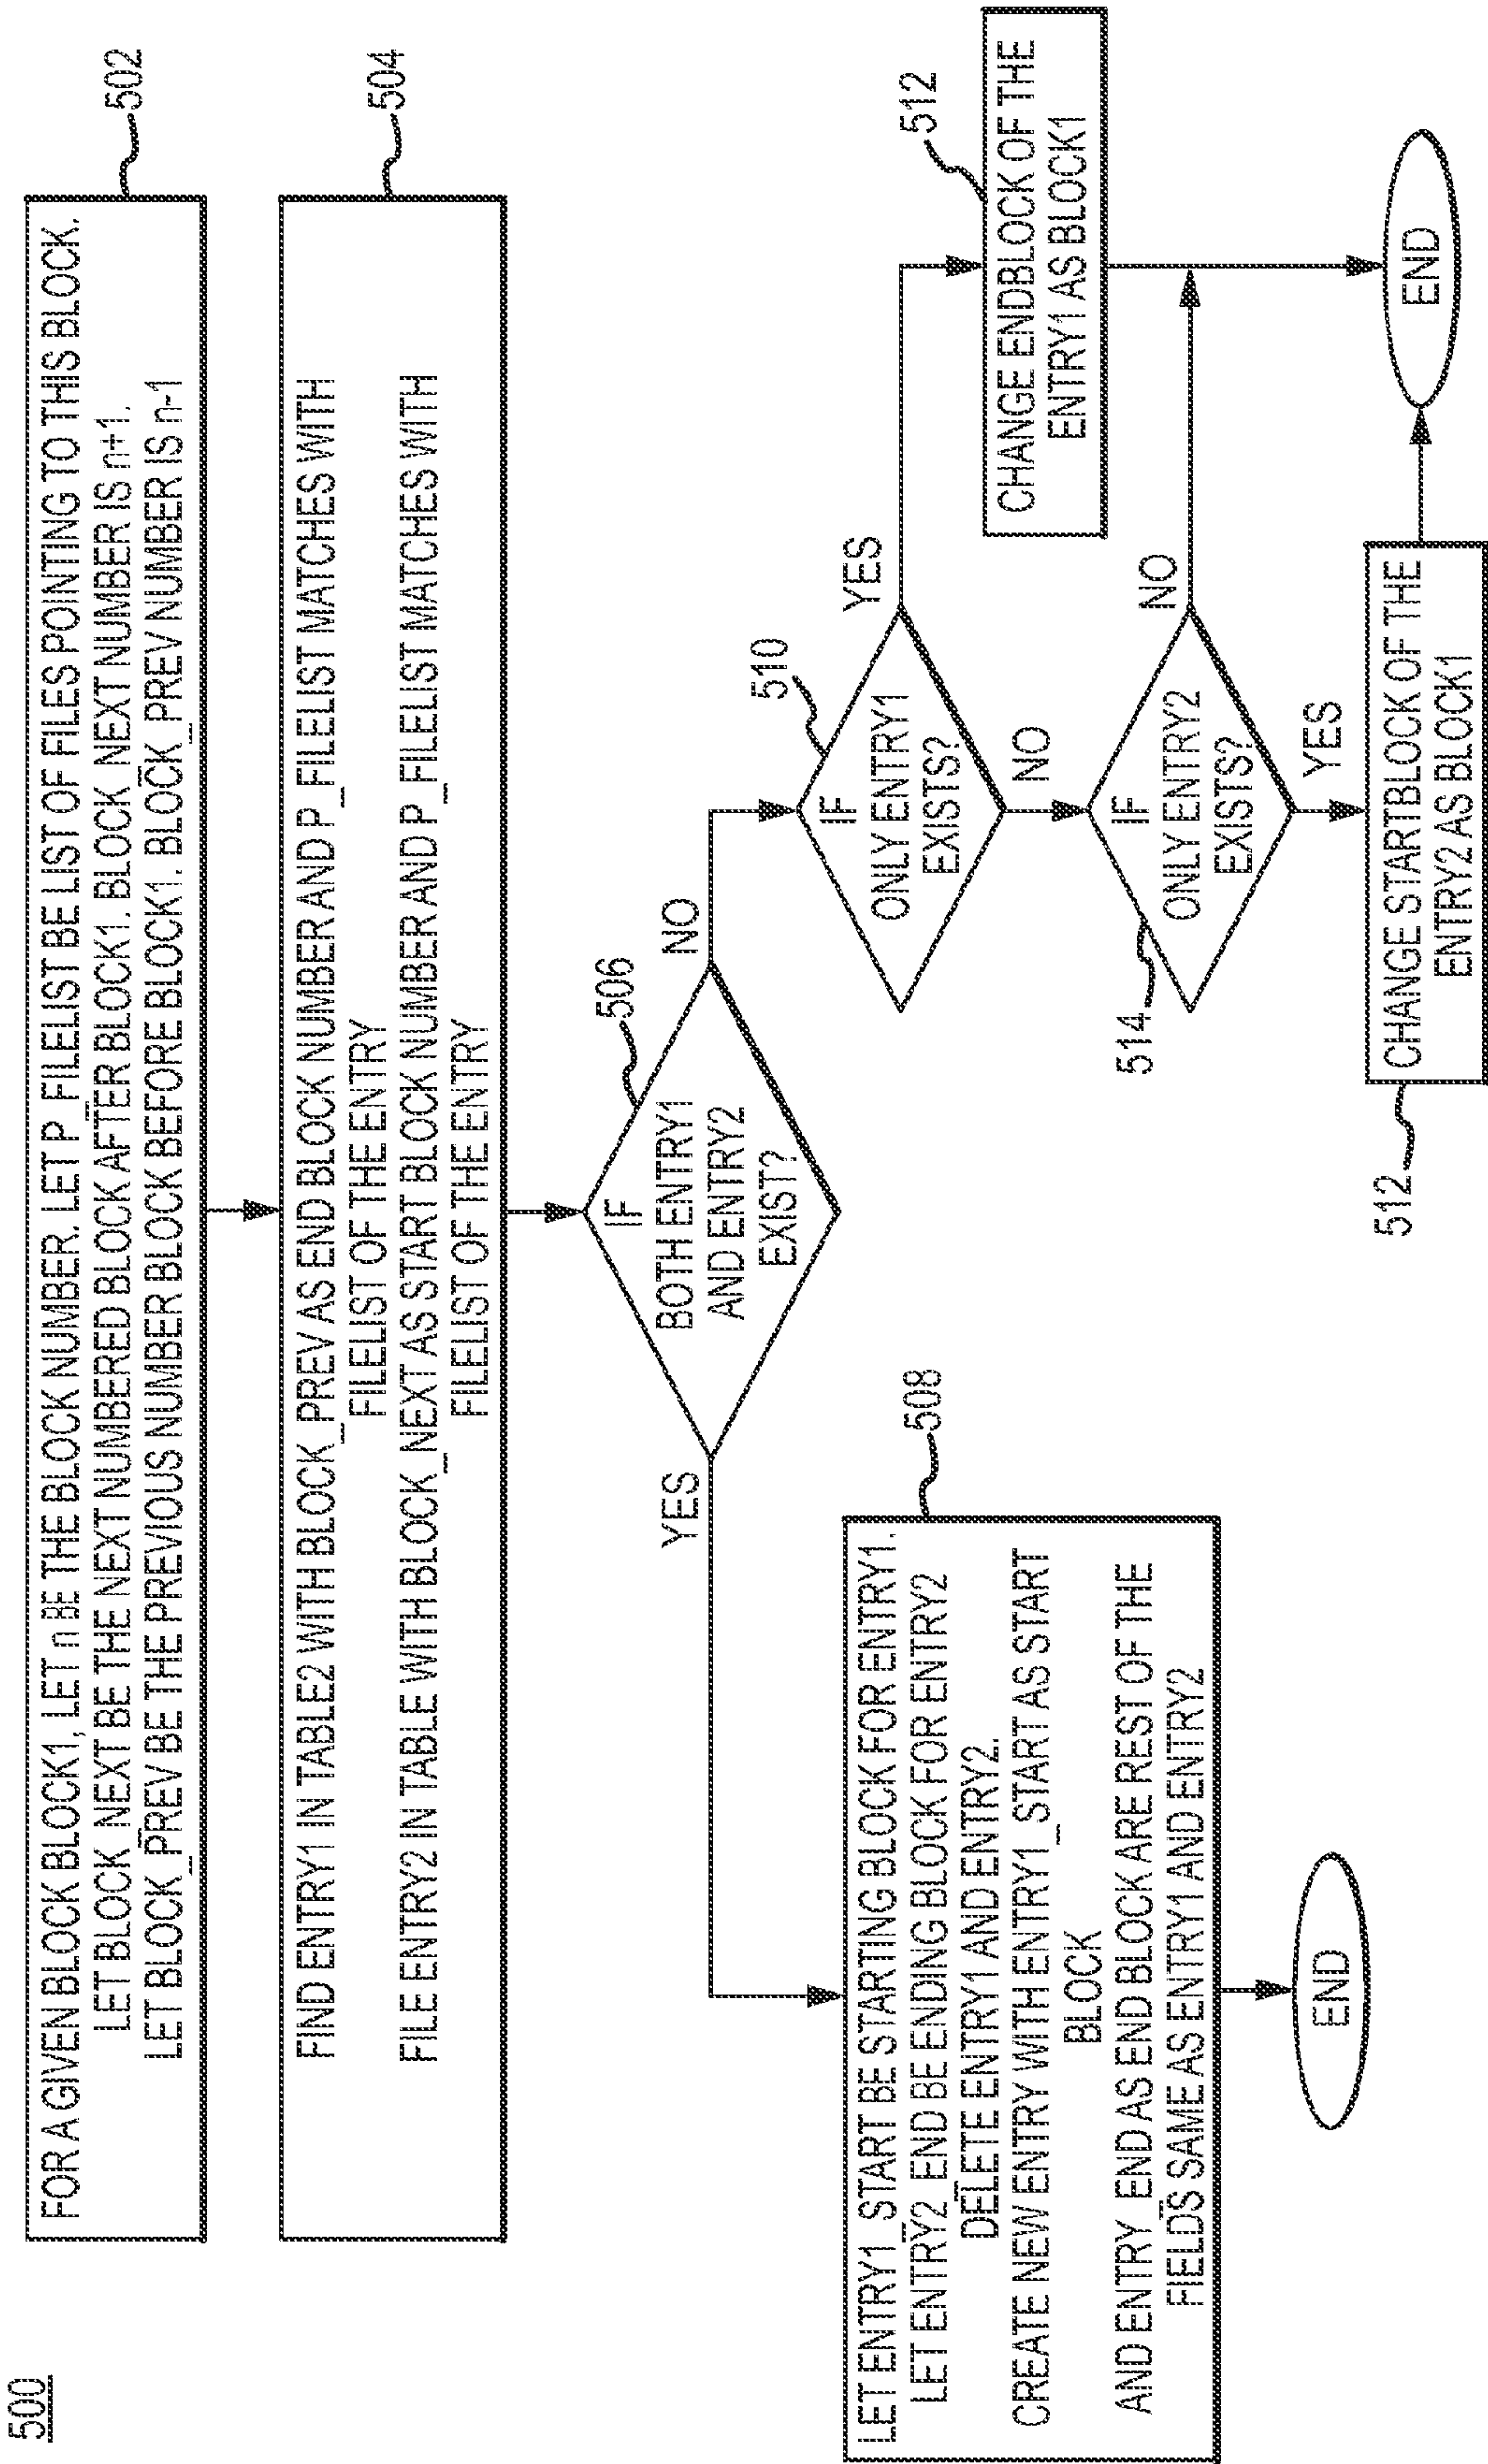 500
FOR A GIVEN BLOCK BLOCK1, LET n BE THE BLOCK NUMBER. LET P_FILELIST BE LIST OF FILES POINTING TO THIS BLOCK.
LET BLOCK_NEXT BE THE NEXT NUMBERED BLOCK AFTER BLOCK1. BLOCK_NEXT NUMBER IS n+1.
LET BLOCK_PREV BE THE PREVIOUS NUMBER BLOCK BEFORE BLOCK1. BLOCK_PREV NUMBER IS n-1
502
FIND ENTRY1 IN TABLE2 WITH BLOCK_PREV AS END BLOCK NUMBER AND P_FILELIST MATCHES WITH
FILELIST OF THE ENTRY
FILE ENTRY2 IN TABLE WITH BLOCK_NEXT AS START BLOCK NUMBER AND P_FILELIST MATCHES WITH
FILELIST OF THE ENTRY
504
IF
BOTH ENTRY1
AND ENTRY2
EXIST?
506
YES
NO
LET ENTRY1_START BE STARTING BLOCK FOR ENTRY1.
LET ENTRY2_END BE ENDING BLOCK FOR ENTRY2
DELETE ENTRY1 AND ENTRY2.
CREATE NEW ENTRY WITH ENTRY1_START AS START
BLOCK
AND ENTRY_END AS END BLOCK ARE REST OF THE
FIELDS SAME AS ENTRY1 AND ENTRY2
508
END
IF
ONLY ENTRY1
EXISTS?
510
YES
NO
CHANGE ENDBLOCK OF THE
ENTRY1 AS BLOCK1
512
IF
ONLY ENTRY2
EXISTS?
514
NO
YES
CHANGE STARTBLOCK OF THE
ENTRY2 AS BLOCK1
512
END